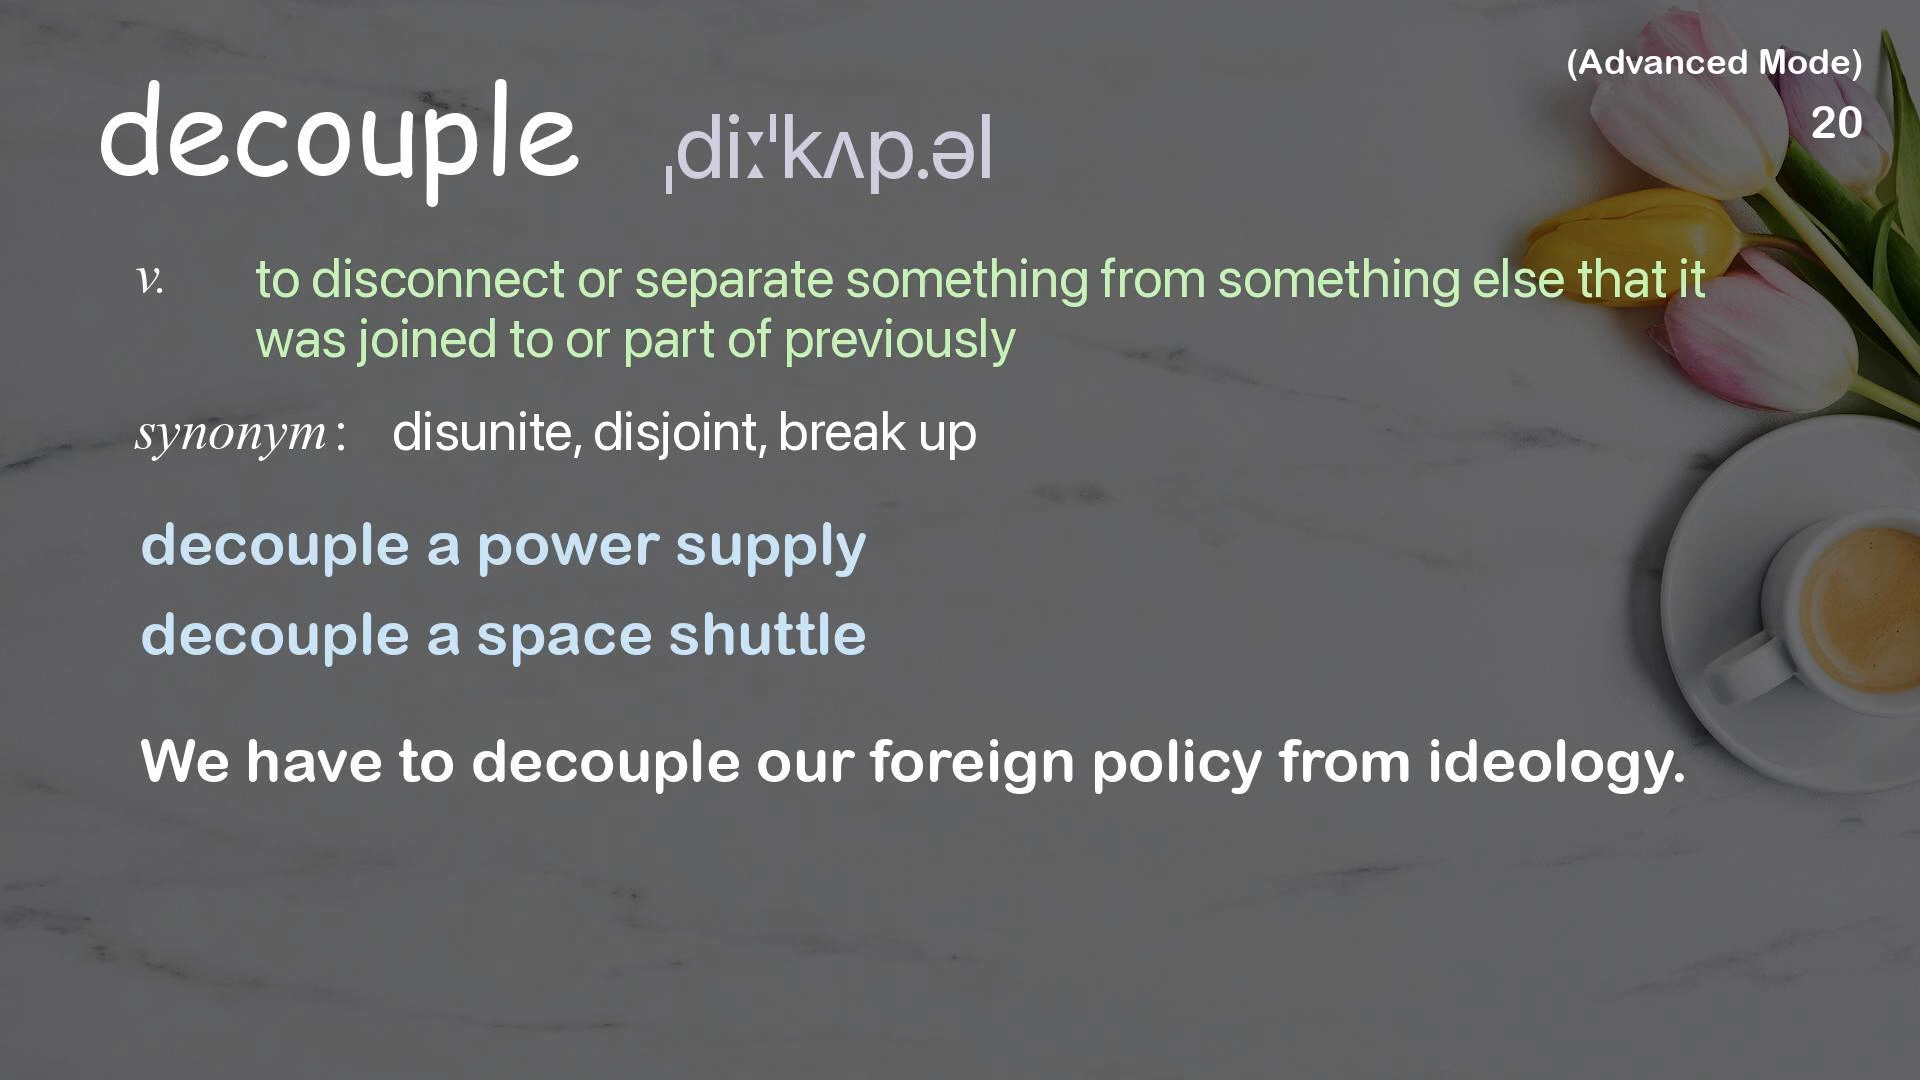 (Advanced Mode)
20
decouple ˌdiːˈkʌp.əl
v. to disconnect or separate something from something else that it
was joined to or part of previously
synonym: disunite, disjoint, break up
decouple a power supply
decouple a space shuttle
We have to decouple our foreign policy from ideology.